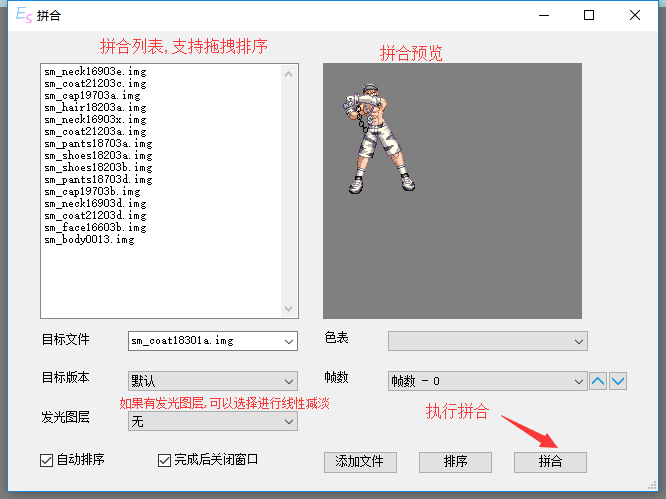 ES 拼合
拼合列表,支持拖拽排序
拼合预览
sm_neck16903e.img
sm_coat21203c.img
sm_cap19703a.img
sm_hair18203a.img
sm_neck16903x.img
sm_coat21203a.img
sm_pants18703a.img
sm_shoes18203a.img
sm_shoes18203b.img
sm_pants18703d.img
sm_cap19703b.img
sm_neck16903d.img
sm_coat21203d.img
sm_face16603b.img
sm_body0013.img
目标文件 sm_coat18301a.img 色表
目标版本 默认 帧数 帧数 - 0
如果有发光图层,可以选择进行线性减淡
发光图层 无
执行拼合
自动排序 完成后关闭窗口 添加文件 排序 拼合